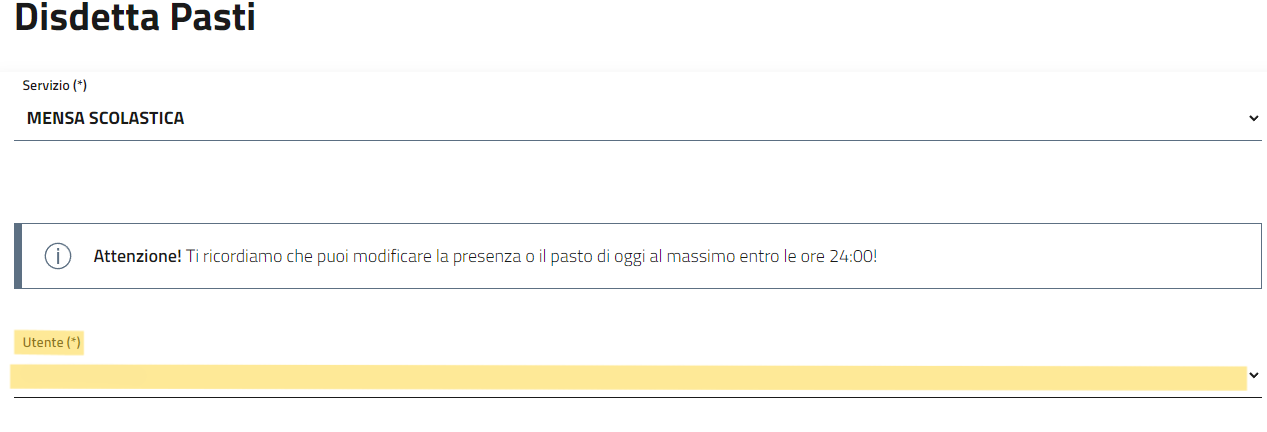 Disdetta Pasti
Servizio (*)
MENSA SCOLASTICA
Attenzione! Ti ricordiamo che puoi modificare la presenza o il pasto di oggi al massimo entro le ore 24:00!
Utente (*)